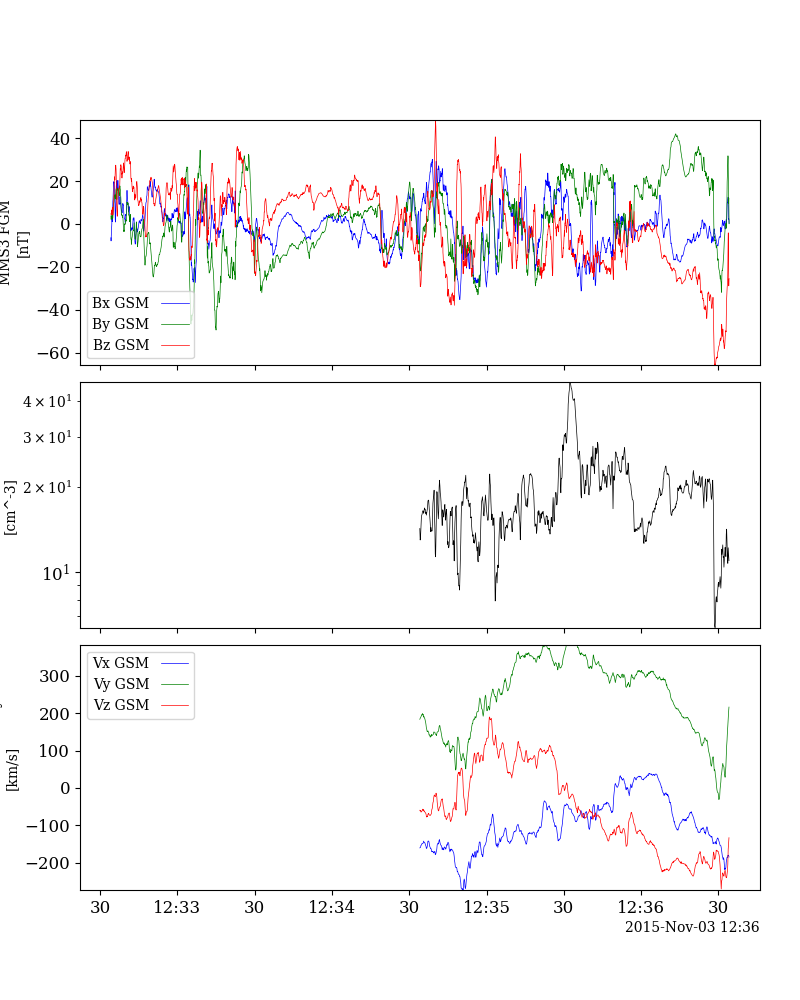 40
20
0
−20
−40
−60
MMS3 FGM
[nT]
Bx GSM
By GSM
Bz GSM
4 × 10¹
3 × 10¹
2 × 10¹
10¹
[cm^-3]
300
200
100
0
−100
−200
[km/s]
Vx GSM
Vy GSM
Vz GSM
30 12:33 30 12:34 30 12:35 30 12:36 30
2015-Nov-03 12:36